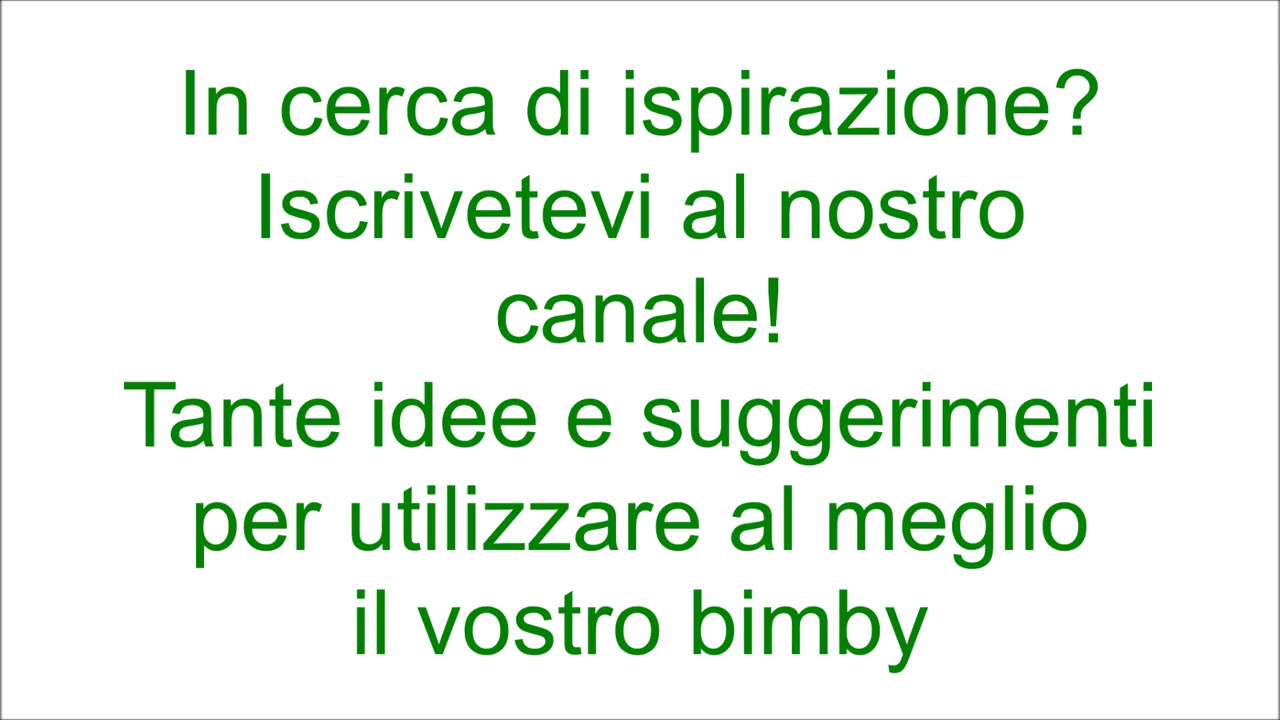 In cerca di ispirazione?
Iscrivetevi al nostro
canale!
Tante idee e suggerimenti
per utilizzare al meglio
il vostro bimby